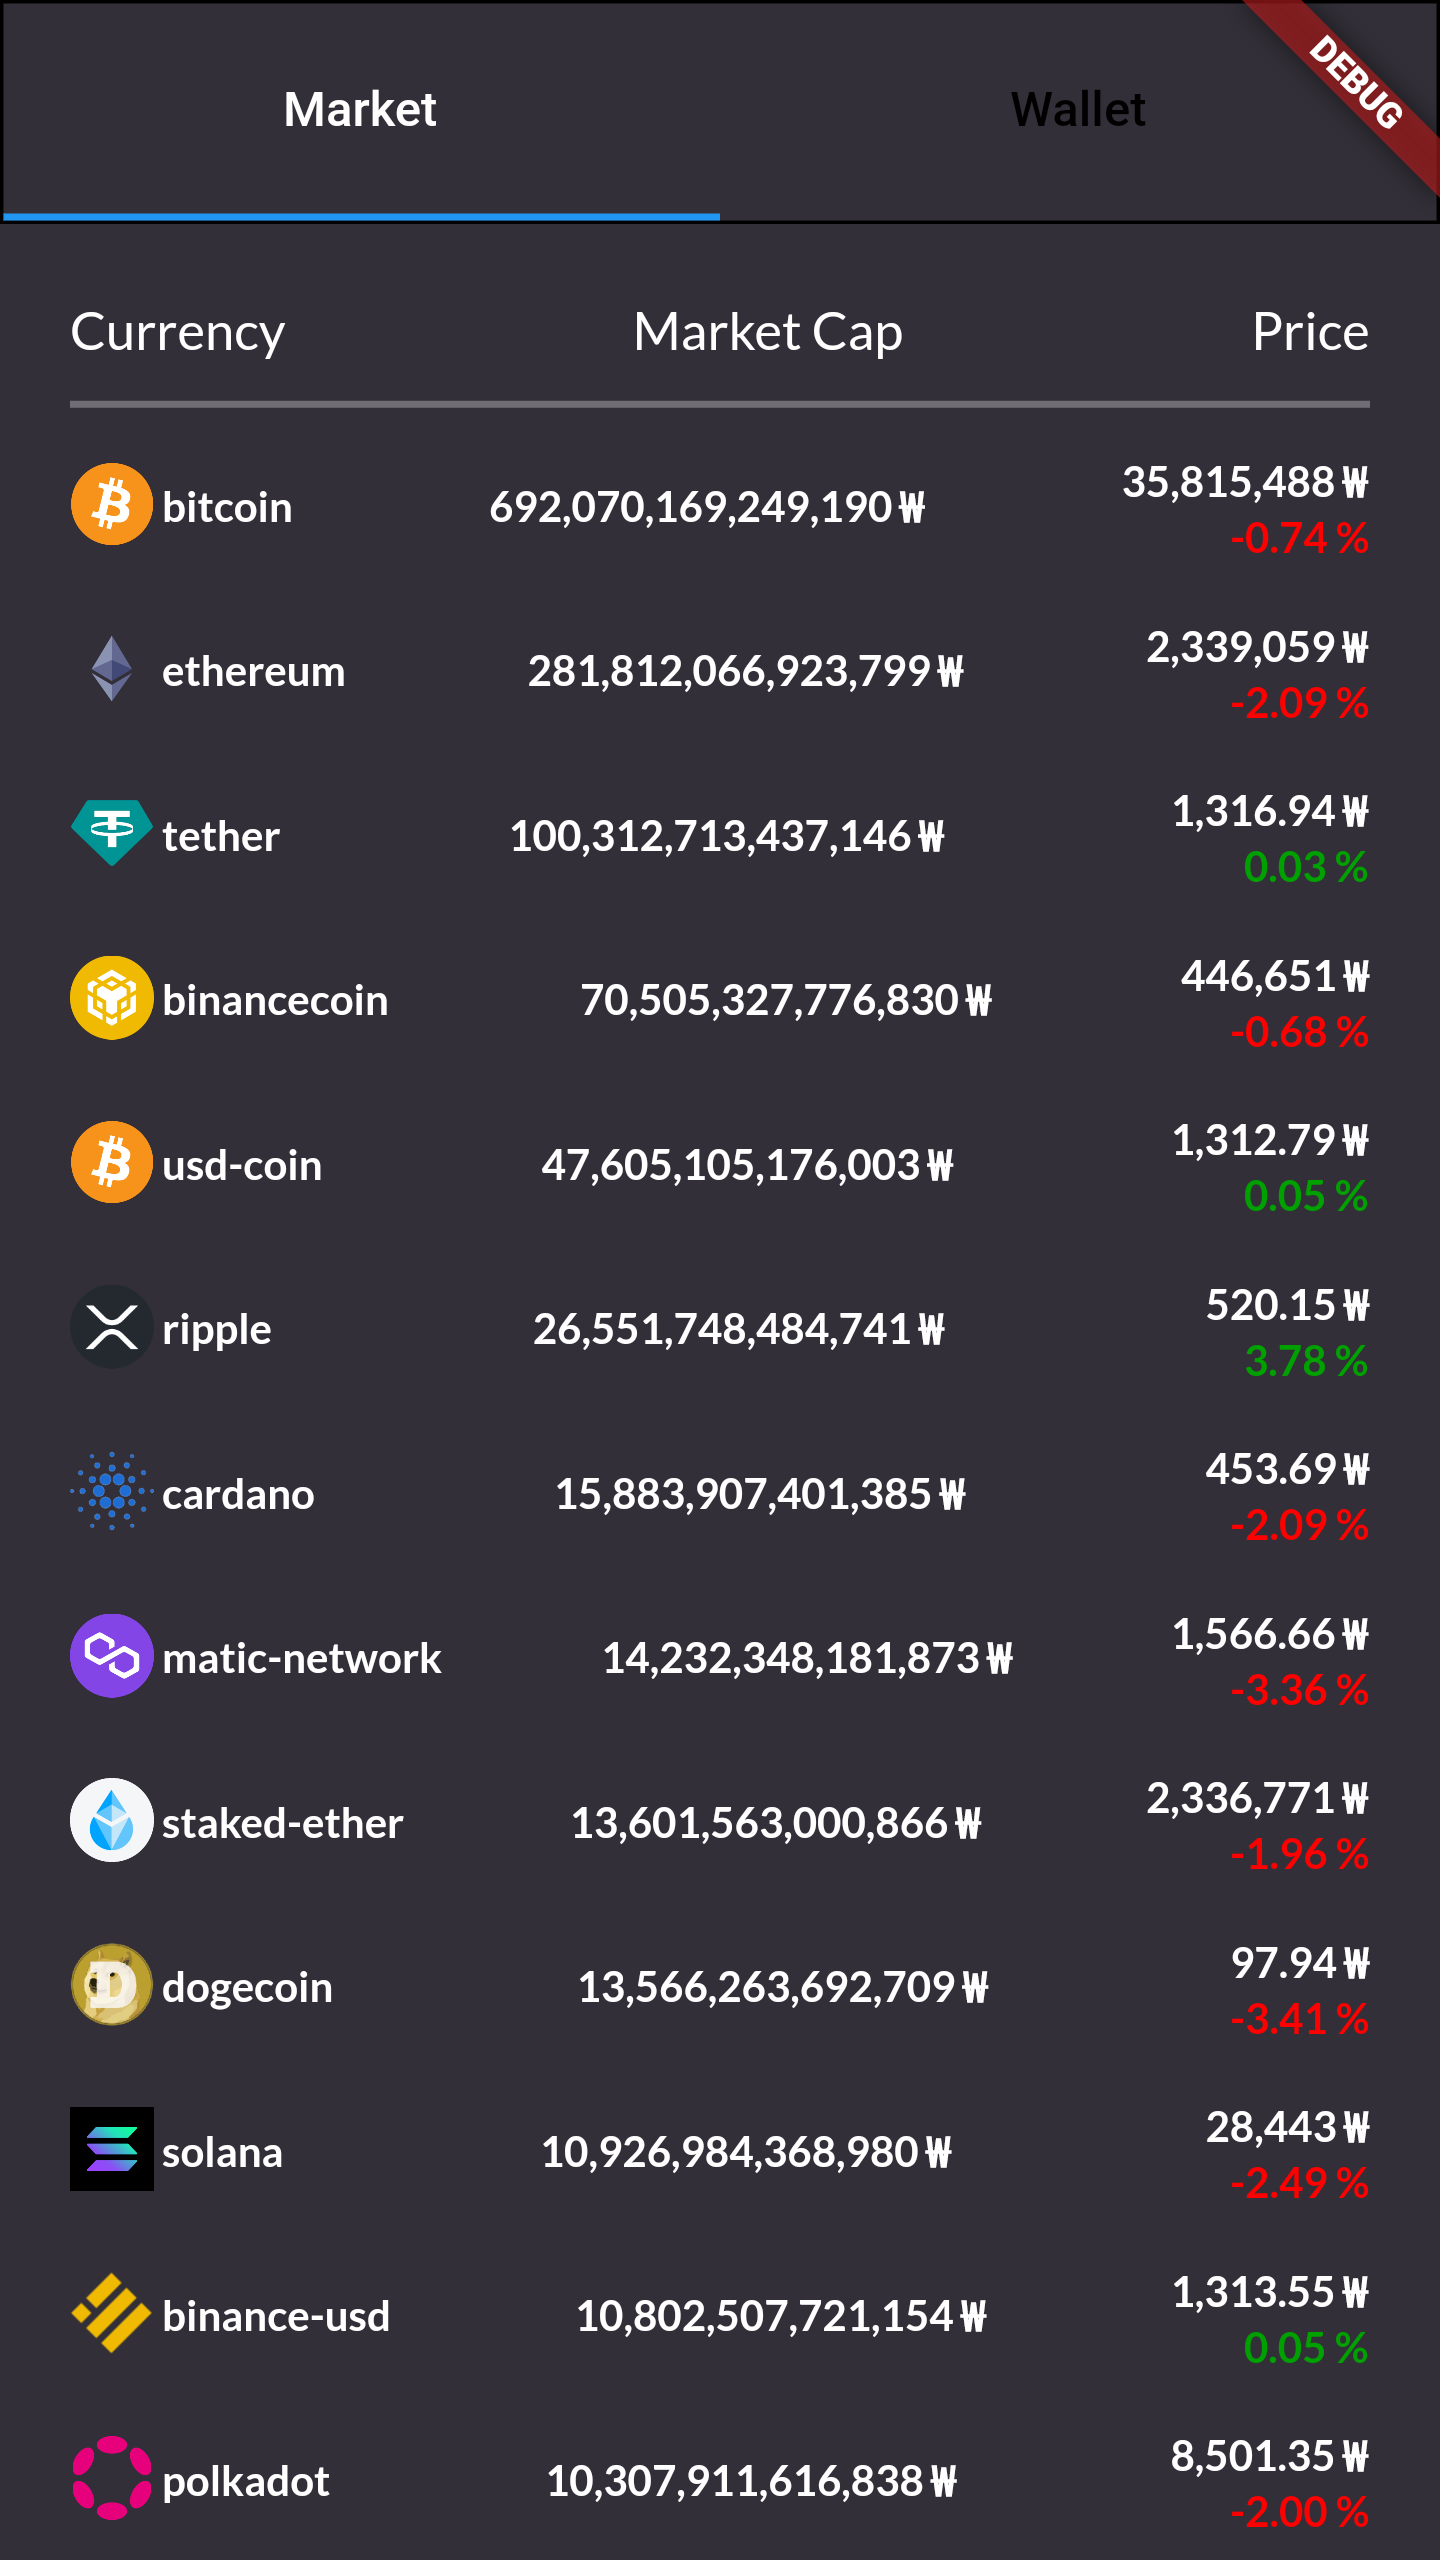 Market Wallet DEBUG
Currency Market Cap Price
bitcoin 692,070,169,249,190₩ 35,815,488₩
-0.74 %
ethereum 281,812,066,923,799₩ 2,339,059₩
-2.09 %
tether 100,312,713,437,146₩ 1,316.94₩
0.03 %
binancecoin 70,505,327,776,830₩ 446,651₩
-0.68 %
usd-coin 47,605,105,176,003₩ 1,312.79₩
0.05 %
ripple 26,551,748,484,741₩ 520.15₩
3.78 %
cardano 15,883,907,401,385₩ 453.69₩
-2.09 %
matic-network 14,232,348,181,873₩ 1,566.66₩
-3.36 %
staked-ether 13,601,563,000,866₩ 2,336,771₩
-1.96 %
dogecoin 13,566,263,692,709₩ 97.94₩
-3.41 %
solana 10,926,984,368,980₩ 28,443₩
-2.49 %
binance-usd 10,802,507,721,154₩ 1,313.55₩
0.05 %
polkadot 10,307,911,616,838₩ 8,501.35₩
-2.00 %